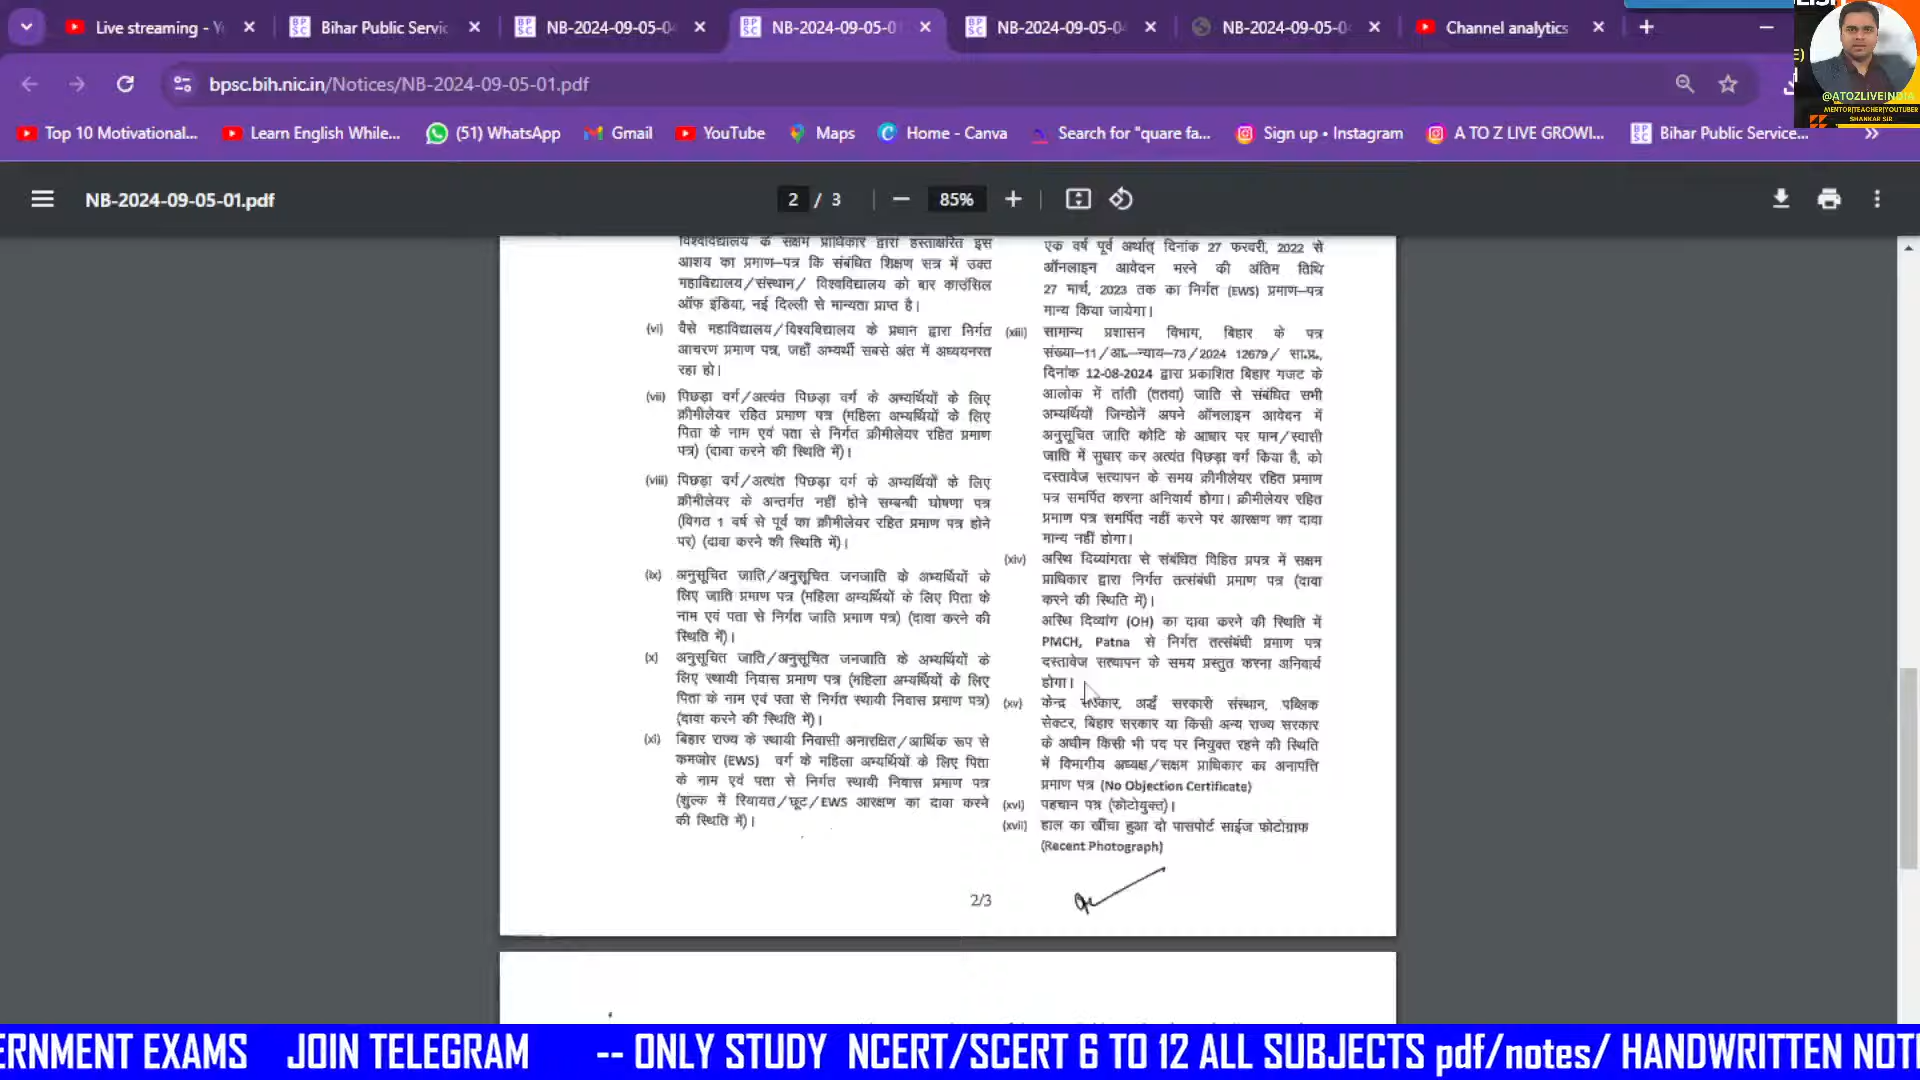 Live streaming - Y
Bihar Public Servic
NB-2024-09-05-0
NB-2024-09-05-01
NB-2024-09-05-0
NB-2024-09-05-0
Channel analytics
bpsc.bih.nic.in/Notices/NB-2024-09-05-01.pdf
@ATOZLIVEINDIA
MENTOR|TEACHER|YOUTUBER
SHANKAR SIR
Top 10 Motivational...
Learn English While...
(51) WhatsApp
Gmail
YouTube
Maps
Home - Canva
Search for "quare fa...
Sign up • Instagram
A TO Z LIVE GROWI...
Bihar Public Service...
NB-2024-09-05-01.pdf
2 / 3
85%
विश्वविद्यालय के सक्षम प्राधिकार द्वारा हस्ताक्षरित इस
आशय का प्रमाण–पत्र कि संबंधित शिक्षण सत्र में उक्त
महाविद्यालय/संस्थान/ विश्वविद्यालय को बार काउंसिल
ऑफ इंडिया, नई दिल्ली से मान्यता प्राप्त है।
(vi) वैसे महाविद्यालय/विश्वविद्यालय के प्रधान द्वारा निर्गत
आचरण प्रमाण पत्र, जहाँ अभ्यर्थी सबसे अंत में अध्ययनरत
रहा हो।
(vii) पिछड़ा वर्ग/अत्यंत पिछड़ा वर्ग के अभ्यर्थियों के लिए
क्रीमीलेयर रहित प्रमाण पत्र (महिला अभ्यर्थियों के लिए
पिता के नाम एवं पता से निर्गत क्रीमीलेयर रहित प्रमाण
पत्र) (दावा करने की स्थिति में)।
(viii) पिछड़ा वर्ग/अत्यंत पिछड़ा वर्ग के अभ्यर्थियों के लिए
क्रीमीलेयर के अन्तर्गत नहीं होने सम्बन्धी घोषणा पत्र
(विगत 1 वर्ष से पूर्व का क्रीमीलेयर रहित प्रमाण पत्र होने
पर) (दावा करने की स्थिति में)।
(ix) अनुसूचित जाति/अनुसूचित जनजाति के अभ्यर्थियों के
लिए जाति प्रमाण पत्र (महिला अभ्यर्थियों के लिए पिता के
नाम एवं पता से निर्गत जाति प्रमाण पत्र) (दावा करने की
स्थिति में)।
(x) अनुसूचित जाति/अनुसूचित जनजाति के अभ्यर्थियों के
लिए स्थायी निवास प्रमाण पत्र (महिला अभ्यर्थियों के लिए
पिता के नाम एवं पता से निर्गत स्थायी निवास प्रमाण पत्र)
(दावा करने की स्थिति में)।
(xi) बिहार राज्य के स्थायी निवासी अनारक्षित/आर्थिक रूप से
कमजोर (EWS) वर्ग के महिला अभ्यर्थियों के लिए पिता
के नाम एवं पता से निर्गत स्थायी निवास प्रमाण पत्र
(शुल्क में रियायत/छूट/EWS आरक्षण का दावा करने
की स्थिति में)।
एक वर्ष पूर्व अर्थात् दिनांक 27 फरवरी, 2022 से
ऑनलाइन आवेदन भरने की अंतिम तिथि
27 मार्च, 2023 तक का निर्गत (EWS) प्रमाण–पत्र
मान्य किया जायेगा।
(xiii) सामान्य प्रशासन विभाग, बिहार के पत्र
संख्या–11/आ.–न्याय–73/2024 12679/ सा.प्र.,
दिनांक 12-08-2024 द्वारा प्रकाशित बिहार गजट के
आलोक में तांती (ततवा) जाति से संबंधित सभी
अभ्यर्थियों जिन्होनें अपने ऑनलाइन आवेदन में
अनुसूचित जाति कोटि के आधार पर पान/स्वासी
जाति में सुधार कर अत्यंत पिछड़ा वर्ग किया है, को
दस्तावेज सत्यापन के समय क्रीमीलेयर रहित प्रमाण
पत्र समर्पित करना अनिवार्य होगा। क्रीमीलेयर रहित
प्रमाण पत्र समर्पित नहीं करने पर आरक्षण का दावा
मान्य नहीं होगा।
(xiv) अस्थि दिव्यांगता से संबंधित विहित प्रपत्र में सक्षम
प्राधिकार द्वारा निर्गत तत्संबंधी प्रमाण पत्र (दावा
करने की स्थिति में)।
अस्थि दिव्यांग (OH) का दावा करने की स्थिति में
PMCH, Patna से निर्गत तत्संबंधी प्रमाण पत्र
दस्तावेज सत्यापन के समय प्रस्तुत करना अनिवार्य
होगा।
(xv) केन्द्र सरकार, अर्द्ध सरकारी संस्थान, पब्लिक
सेक्टर, बिहार सरकार या किसी अन्य राज्य सरकार
के अधीन किसी भी पद पर नियुक्त रहने की स्थिति
में विभागीय अध्यक्ष/सक्षम प्राधिकार का अनापत्ति
प्रमाण पत्र (No Objection Certificate)
(xvi) पहचान पत्र (फोटोयुक्त)।
(xvii) हाल का खींचा हुआ दो पासपोर्ट साईज फोटोग्राफ
(Recent Photograph)
2/3
ERNMENT EXAMS JOIN TELEGRAM -- ONLY STUDY NCERT/SCERT 6 TO 12 ALL SUBJECTS pdf/notes/ HANDWRITTEN NOT